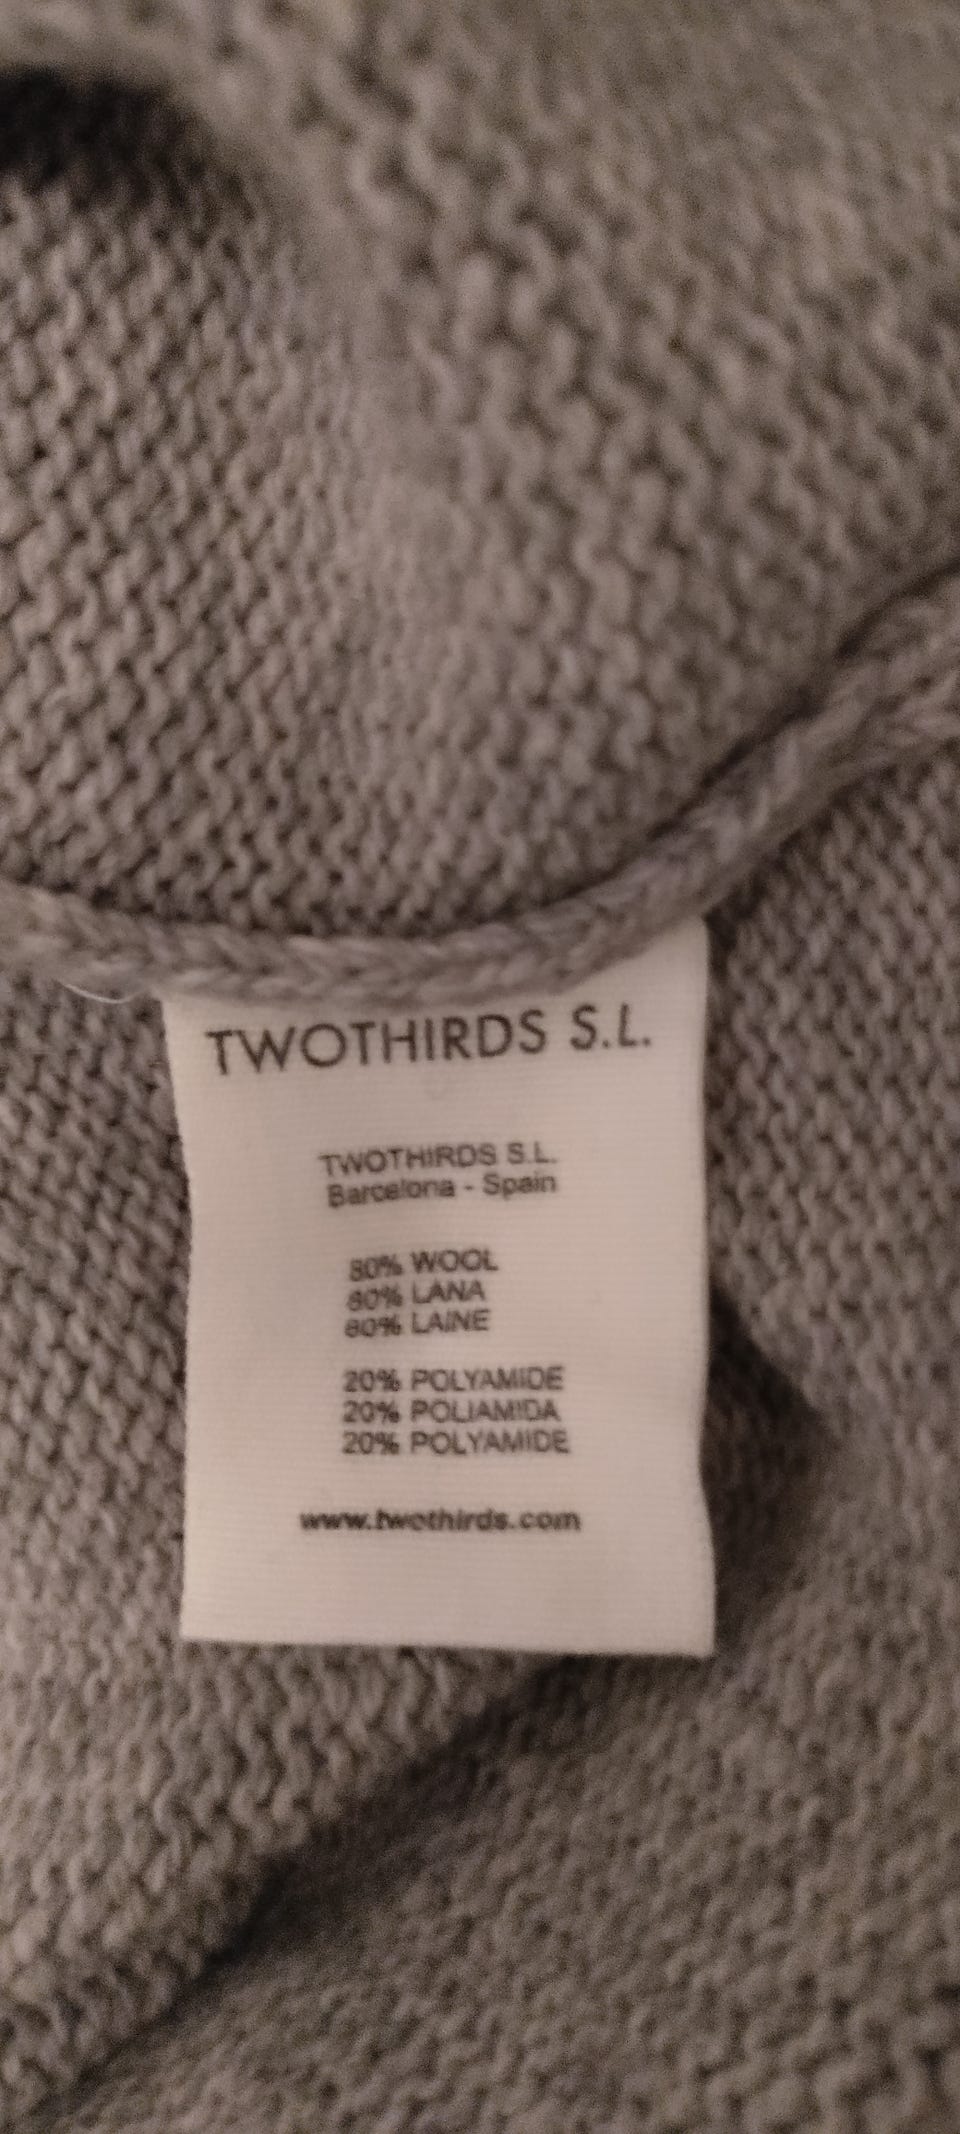 TWOTHIRDS S.L.
TWOTHIRDS S.L.
Barcelona - Spain
80% WOOL
80% LANA
80% LAINE
20% POLYAMIDE
20% POLIAMIDA
20% POLYAMIDE
www.twothirds.com